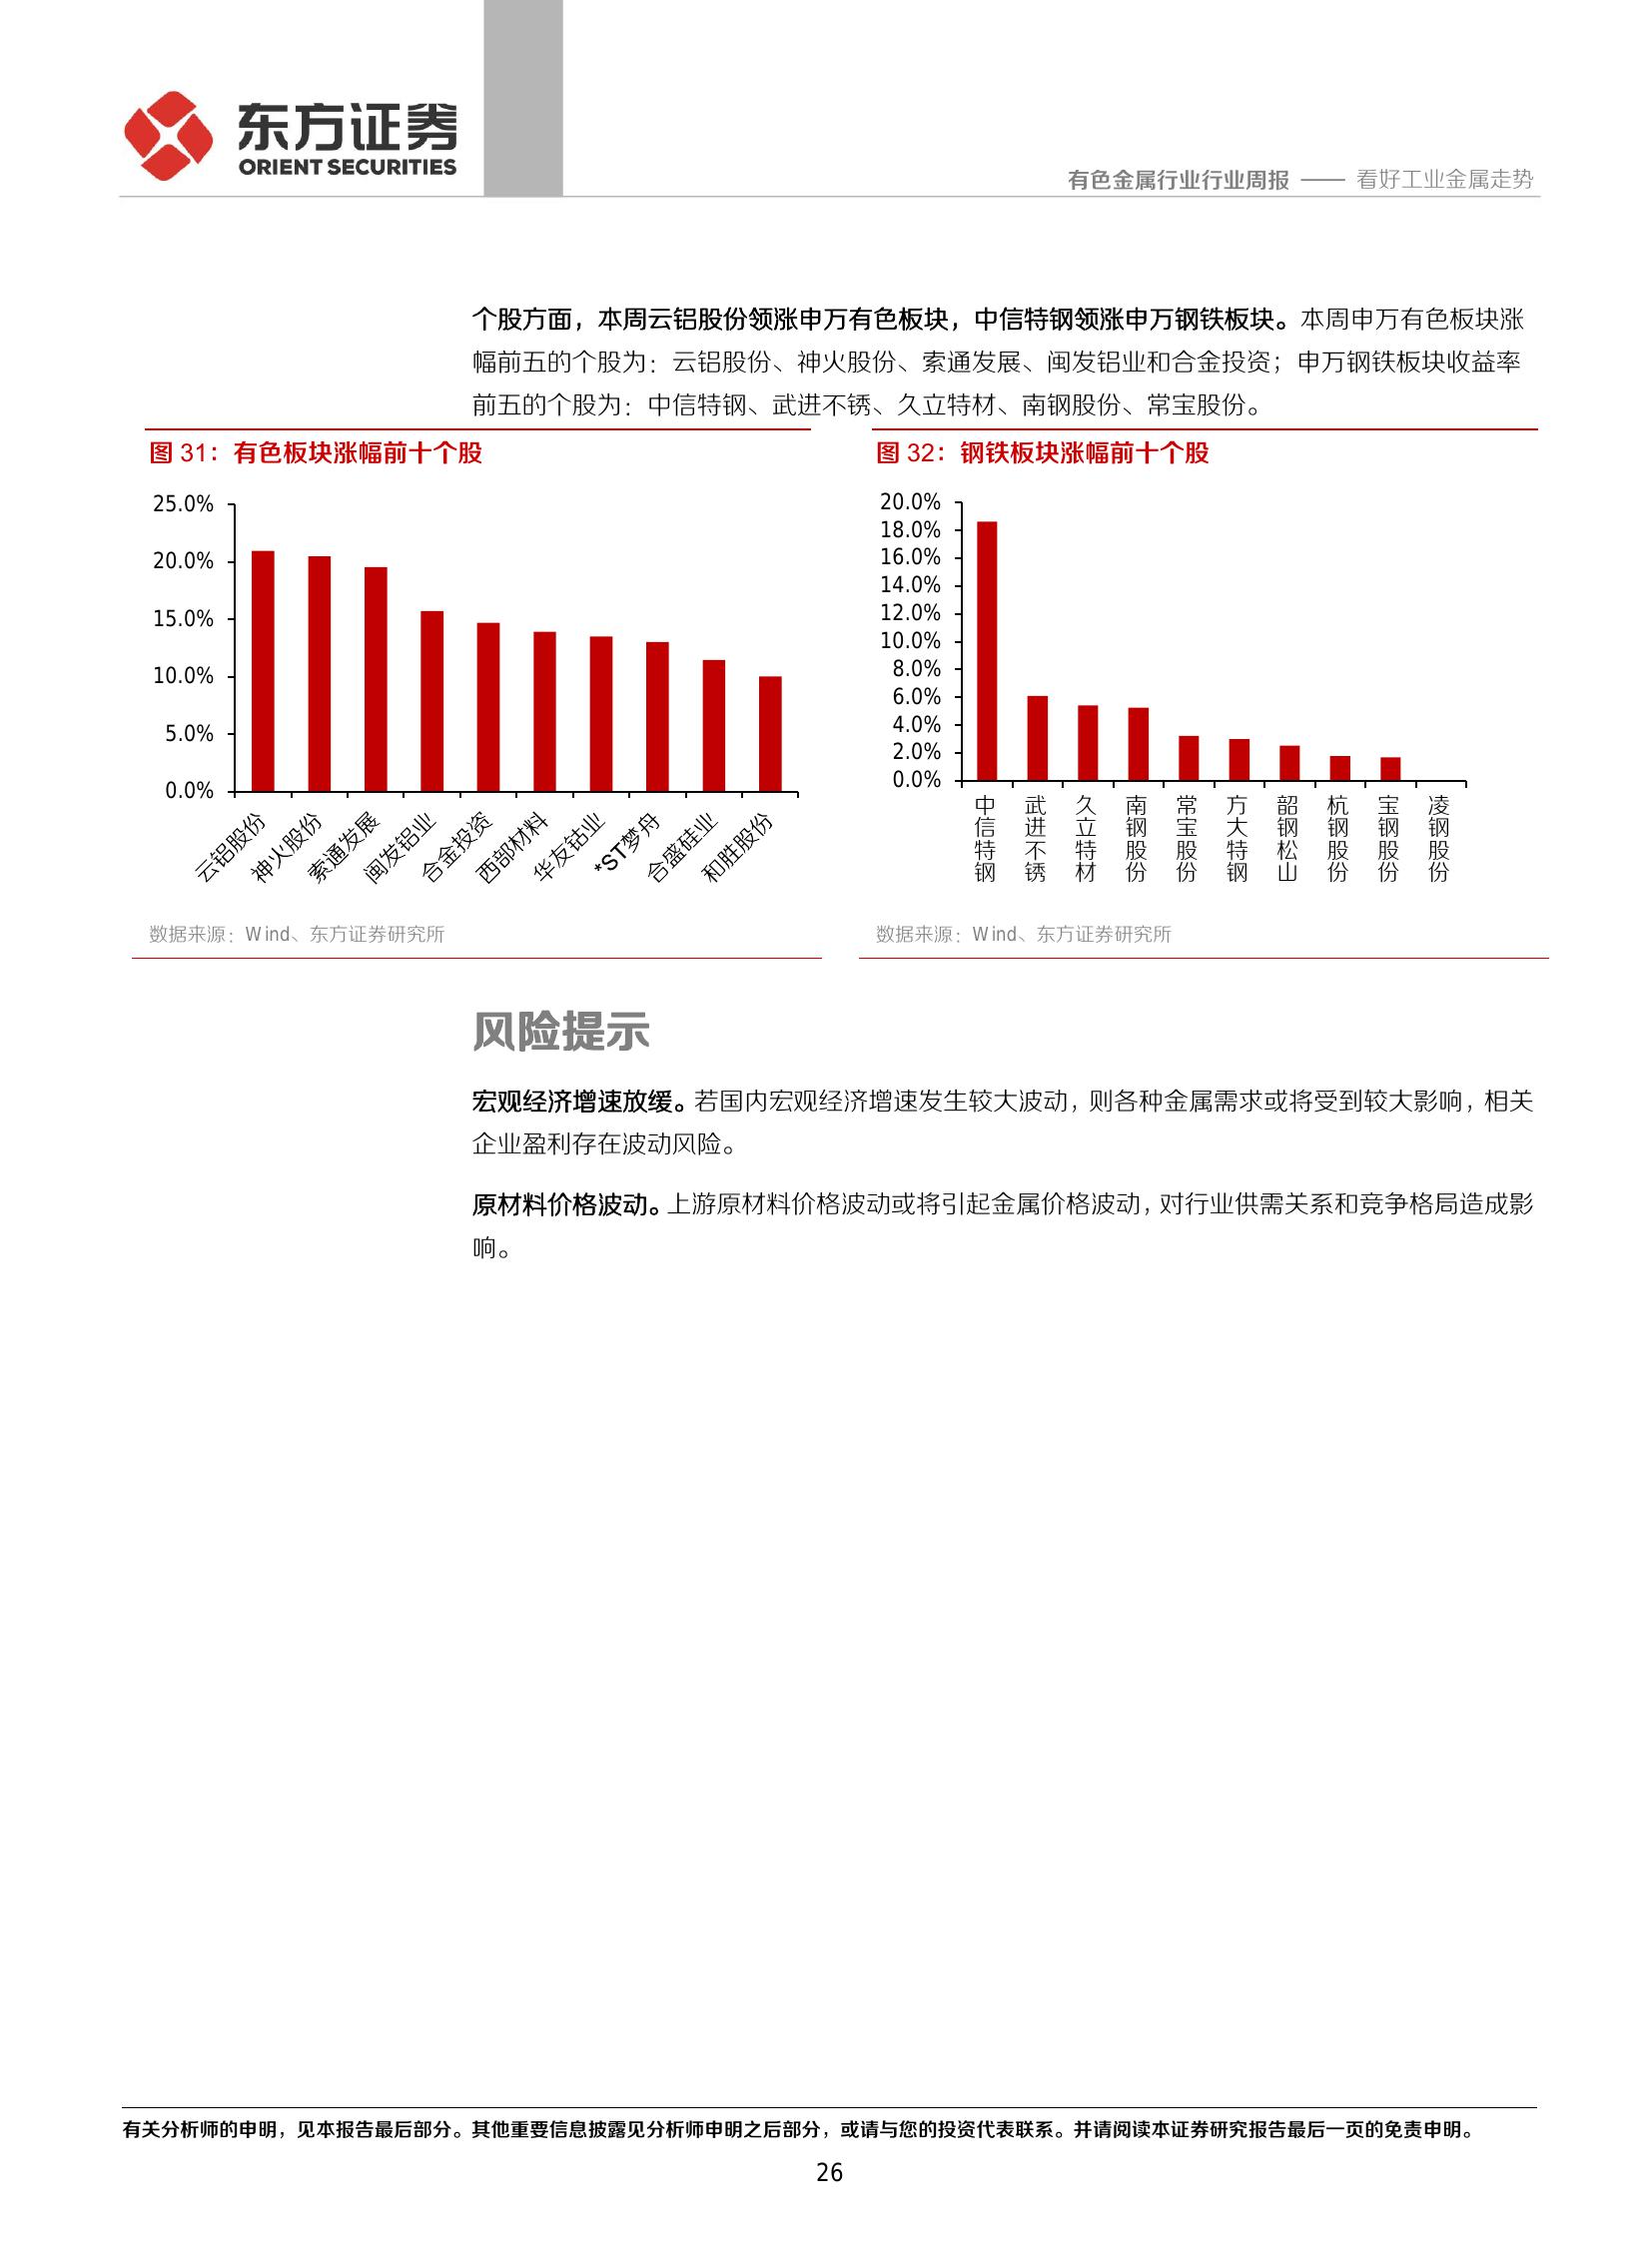 东方证券
ORIENT SECURITIES
有色金属行业行业周报 —— 看好工业金属走势
个股方面，本周云铝股份领涨申万有色板块，中信特钢领涨申万钢铁板块。本周申万有色板块涨
幅前五的个股为：云铝股份、神火股份、索通发展、闽发铝业和合金投资；申万钢铁板块收益率
前五的个股为：中信特钢、武进不锈、久立特材、南钢股份、常宝股份。
图 31：有色板块涨幅前十个股
25.0%
20.0%
15.0%
10.0%
5.0%
0.0%
云铝股份
神火股份
索通发展
闽发铝业
合金投资
西部材料
华友钴业
*ST梦舟
合盛硅业
和胜股份
数据来源：Wind、东方证券研究所
图 32：钢铁板块涨幅前十个股
20.0%
18.0%
16.0%
14.0%
12.0%
10.0%
8.0%
6.0%
4.0%
2.0%
0.0%
中信特钢
武进不锈
久立特材
南钢股份
常宝股份
方大特钢
韶钢松山
杭钢股份
宝钢股份
凌钢股份
数据来源：Wind、东方证券研究所
风险提示
宏观经济增速放缓。若国内宏观经济增速发生较大波动，则各种金属需求或将受到较大影响，相关
企业盈利存在波动风险。
原材料价格波动。上游原材料价格波动或将引起金属价格波动，对行业供需关系和竞争格局造成影
响。
有关分析师的申明，见本报告最后部分。其他重要信息披露见分析师申明之后部分，或请与您的投资代表联系。并请阅读本证券研究报告最后一页的免责申明。
26